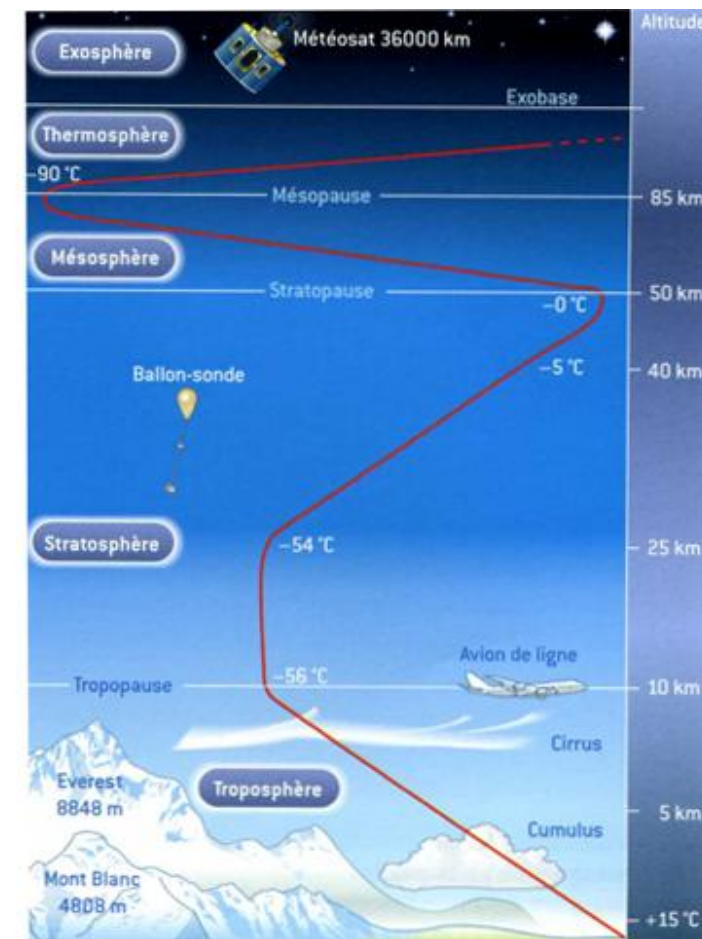 Altitude
Exosphère
Météosat 36000 km
Exobase
Thermosphère
–90 °C
Mésopause
85 km
Mésosphère
Stratopause
50 km
–0 °C
–5 °C
40 km
Ballon-sonde
Stratosphère
–54 °C
25 km
Avion de ligne
–56 °C
Tropopause
10 km
Cirrus
Everest
8848 m
Troposphère
5 km
Cumulus
Mont Blanc
4808 m
+15 °C